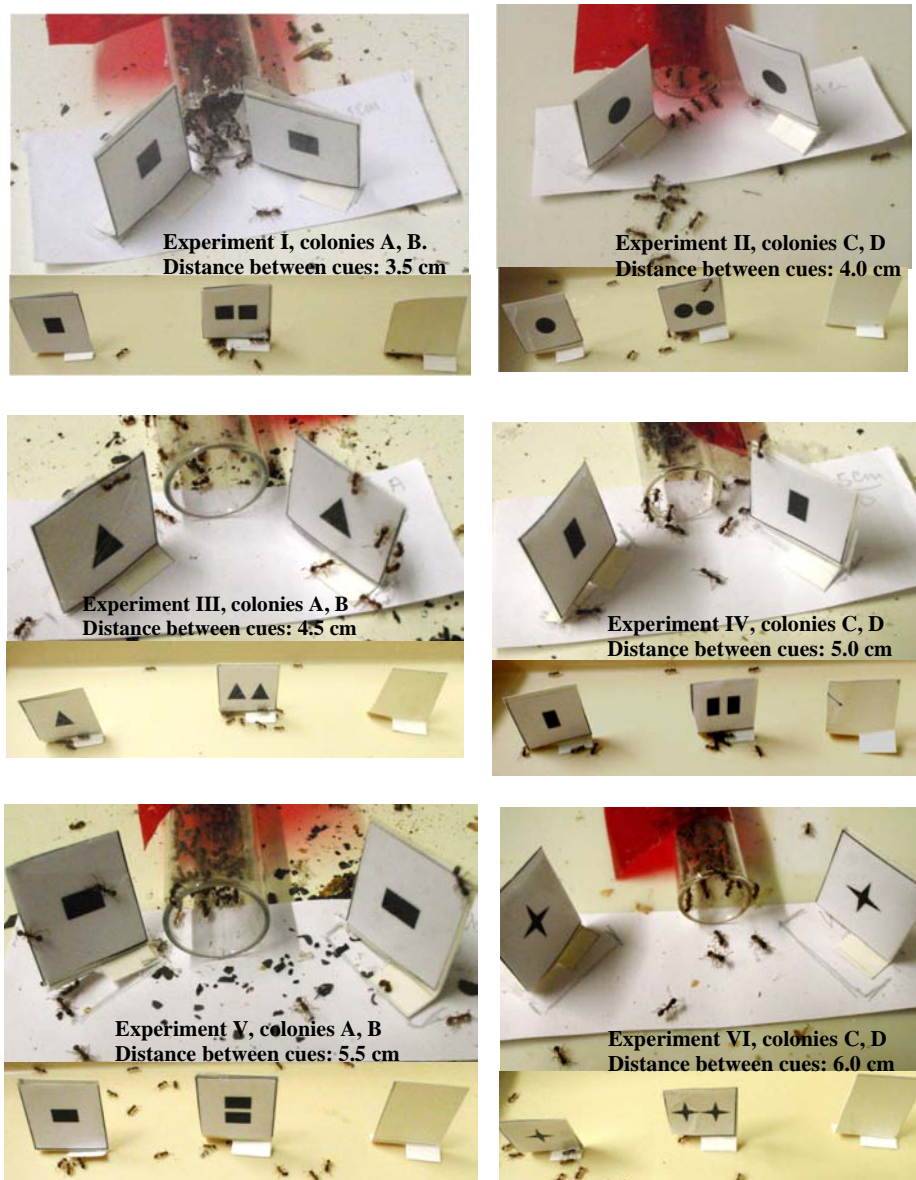 Experiment I, colonies A, B.
Distance between cues: 3.5 cm
Experiment II, colonies C, D
Distance between cues: 4.0 cm
Experiment III, colonies A, B
Distance between cues: 4.5 cm
A
Experiment IV, colonies C, D
Distance between cues: 5.0 cm
5cm
Experiment V, colonies A, B
Distance between cues: 5.5 cm
Experiment VI, colonies C, D
Distance between cues: 6.0 cm